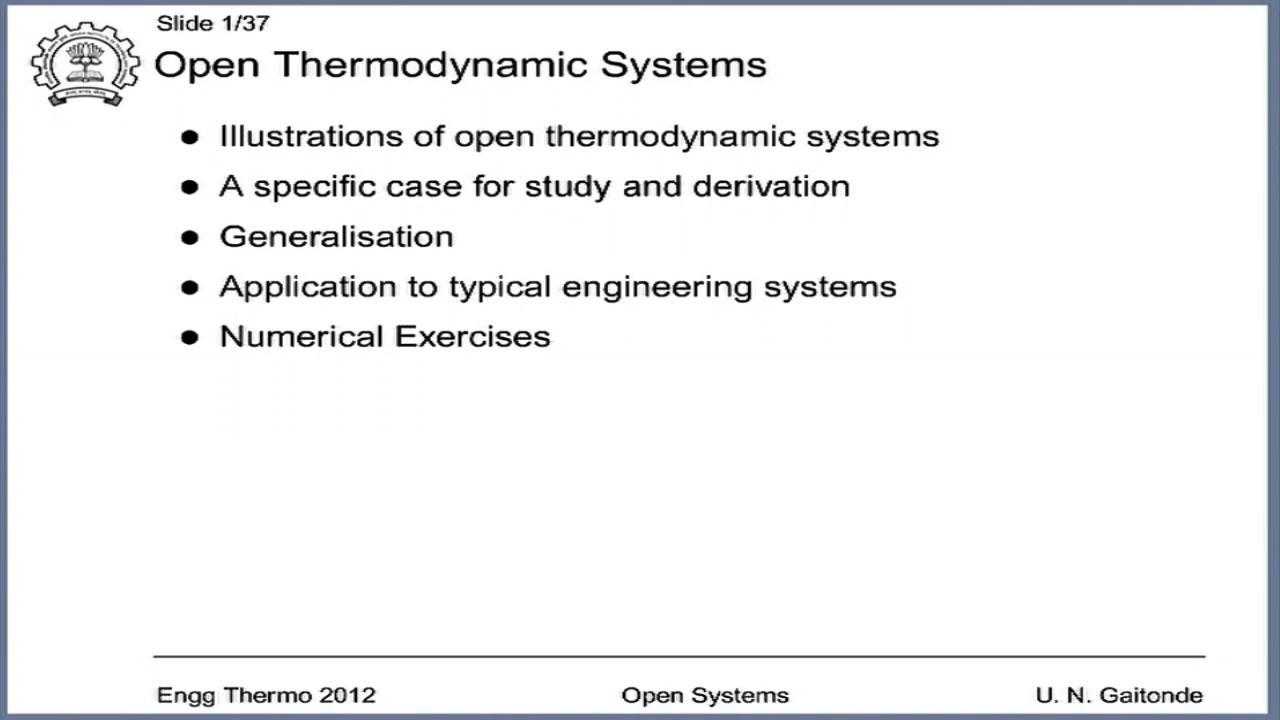 Slide 1/37
Open Thermodynamic Systems
● Illustrations of open thermodynamic systems
● A specific case for study and derivation
● Generalisation
● Application to typical engineering systems
● Numerical Exercises
Engg Thermo 2012 Open Systems U. N. Gaitonde